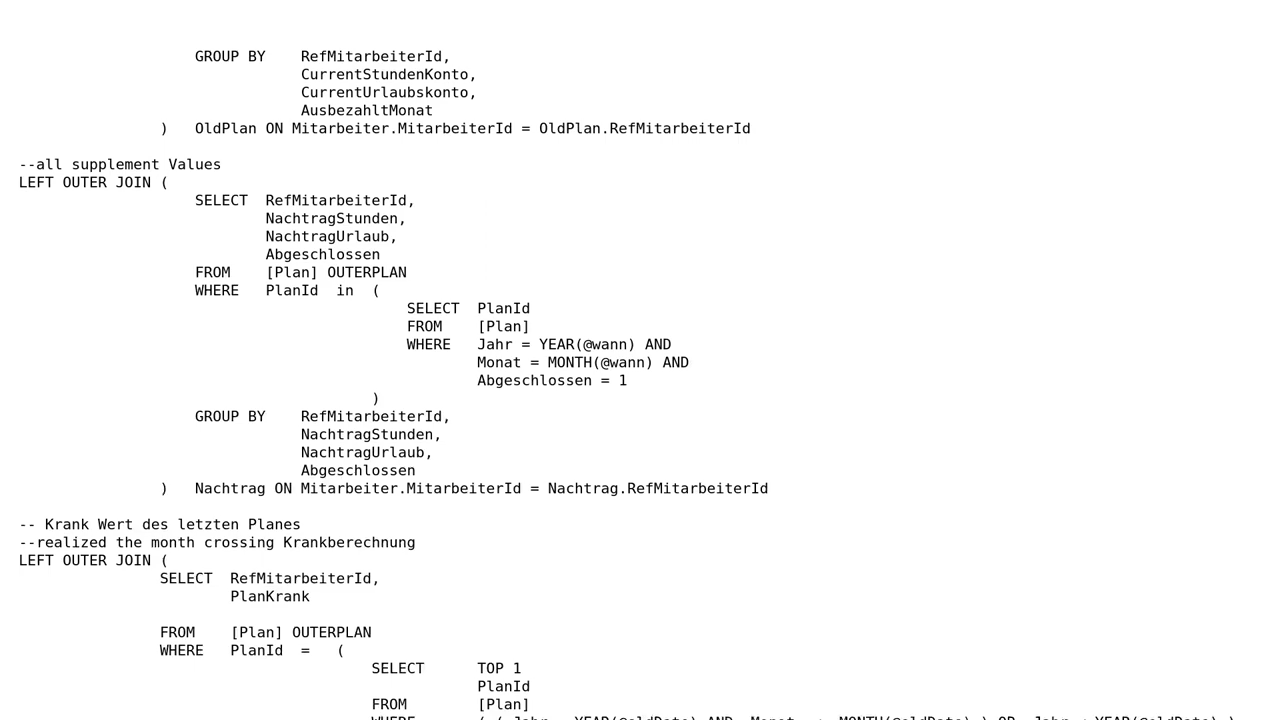 GROUP BY    RefMitarbeiterId,
CurrentStundenKonto,
CurrentUrlaubskonto,
AusbezahltMonat
)   OldPlan ON Mitarbeiter.MitarbeiterId = OldPlan.RefMitarbeiterId
--all supplement Values
LEFT OUTER JOIN (
SELECT  RefMitarbeiterId,
NachtragStunden,
NachtragUrlaub,
Abgeschlossen
FROM    [Plan] OUTERPLAN
WHERE   PlanId  in  (
SELECT  PlanId
FROM    [Plan]
WHERE   Jahr = YEAR(@wann) AND
Monat = MONTH(@wann) AND
Abgeschlossen = 1
)
GROUP BY    RefMitarbeiterId,
NachtragStunden,
NachtragUrlaub,
Abgeschlossen
)   Nachtrag ON Mitarbeiter.MitarbeiterId = Nachtrag.RefMitarbeiterId
-- Krank Wert des letzten Planes
--realized the month crossing Krankberechnung
LEFT OUTER JOIN (
SELECT  RefMitarbeiterId,
PlanKrank
FROM    [Plan] OUTERPLAN
WHERE   PlanId  =   (
SELECT      TOP 1
PlanId
FROM        [Plan]